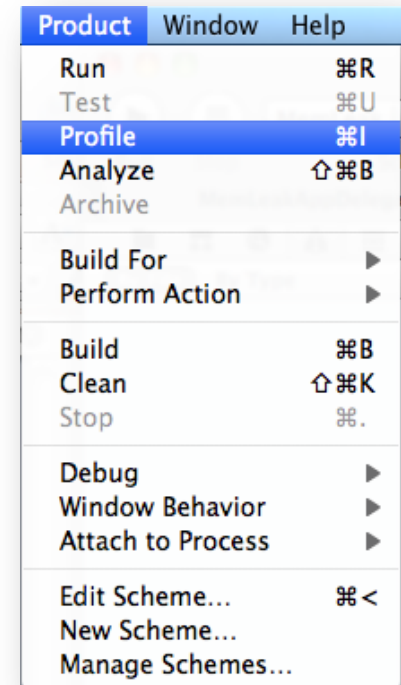 Product Window Help
Run ⌘R
Test ⌘U
Profile ⌘I
Analyze ⇧⌘B
Archive
Build For ▶
Perform Action ▶
Build ⌘B
Clean ⇧⌘K
Stop ⌘.
Debug ▶
Window Behavior ▶
Attach to Process ▶
Edit Scheme... ⌘<
New Scheme...
Manage Schemes...